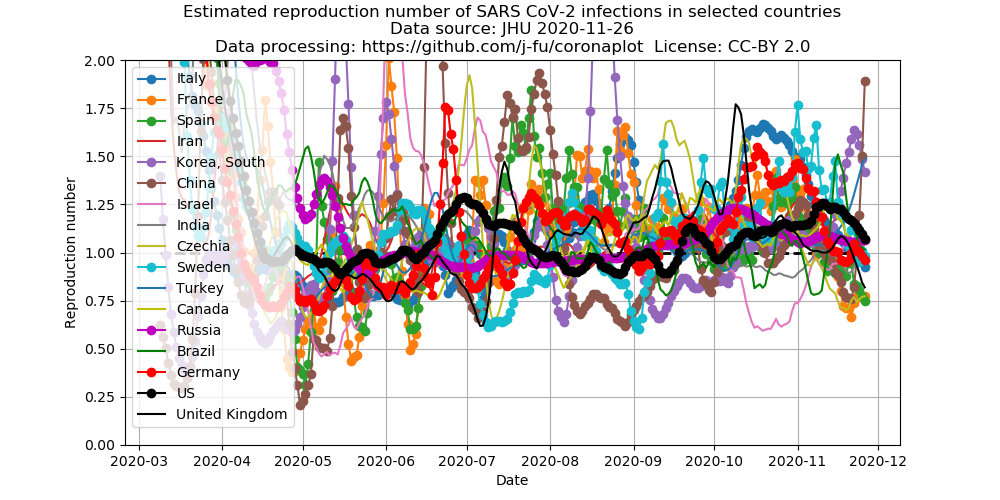 Estimated reproduction number of SARS CoV-2 infections in selected countries
Data source: JHU 2020-11-26
Data processing: https://github.com/j-fu/coronaplot  License: CC-BY 2.0
2.00
1.75
1.50
1.25
1.00
0.75
0.50
0.25
0.00
Reproduction number
Italy
France
Spain
Iran
Korea, South
China
Israel
India
Czechia
Sweden
Turkey
Canada
Russia
Brazil
Germany
US
United Kingdom
2020-03 2020-04 2020-05 2020-06 2020-07 2020-08 2020-09 2020-10 2020-11 2020-12
Date